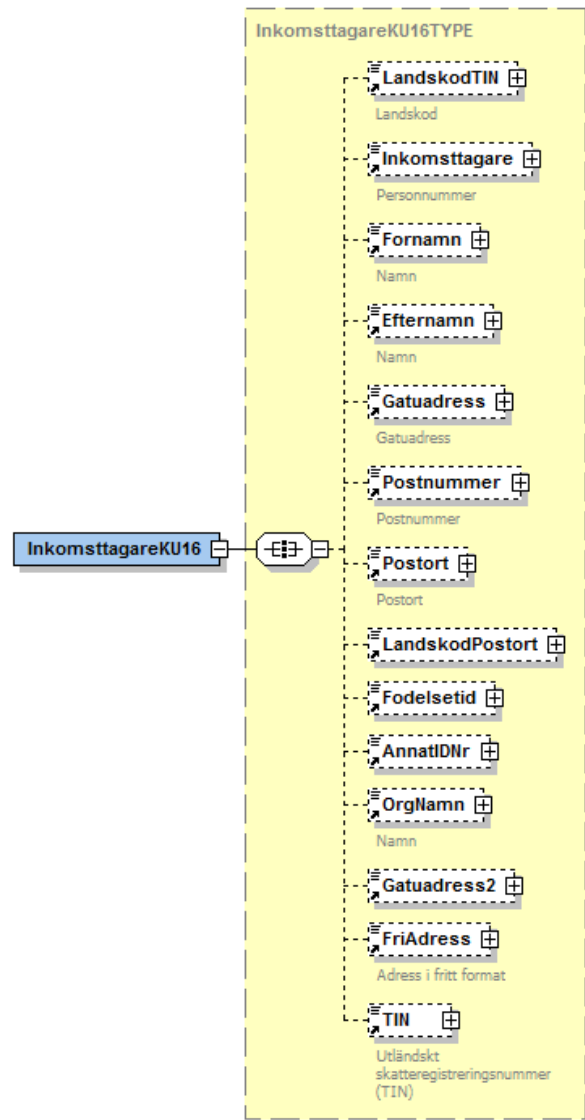 InkomsttagareKU16TYPE
LandskodTIN
Landskod
Inkomsttagare
Personnummer
Fornamn
Namn
Efternamn
Namn
Gatuadress
Gatuadress
Postnummer
Postnummer
InkomsttagareKU16
Postort
Postort
LandskodPostort
Fodelsetid
AnnatIDNr
OrgNamn
Namn
Gatuadress2
FriAdress
Adress i fritt format
TIN
Utländskt
skatteregistreringsnummer
(TIN)